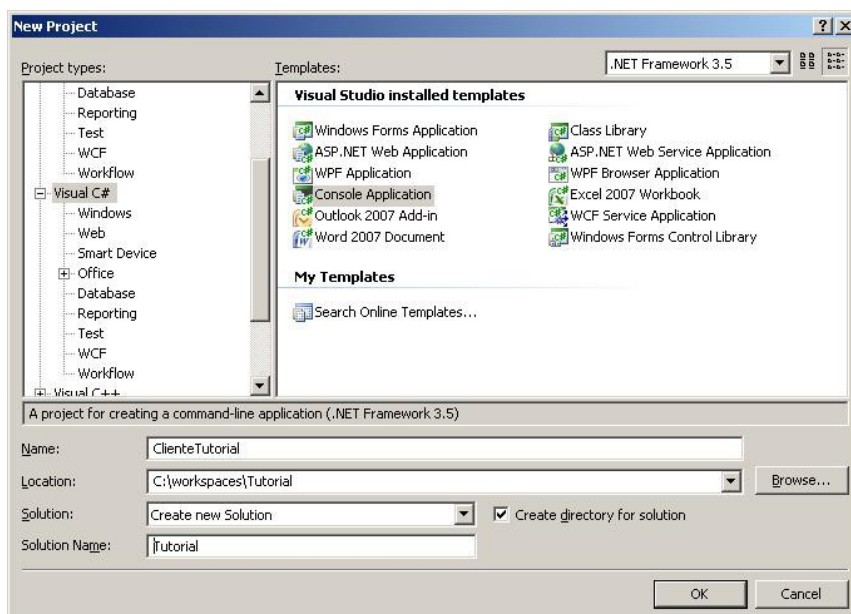 New Project
Project types:
Templates:
.NET Framework 3.5
Database
Reporting
Test
WCF
Workflow
Visual C#
Windows
Web
Smart Device
Office
Database
Reporting
Test
WCF
Workflow
Visual C++
Visual Studio installed templates
Windows Forms Application
Class Library
ASP.NET Web Application
ASP.NET Web Service Application
WPF Application
WPF Browser Application
Console Application
Excel 2007 Workbook
Outlook 2007 Add-in
WCF Service Application
Word 2007 Document
Windows Forms Control Library
My Templates
Search Online Templates...
A project for creating a command-line application (.NET Framework 3.5)
Name:
ClienteTutorial
Location:
C:\workspaces\Tutorial
Browse...
Solution:
Create new Solution
Create directory for solution
Solution Name:
Tutorial
OK
Cancel